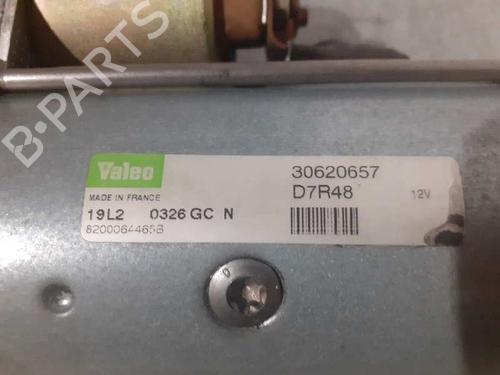 B-PARTS
Valeo
30620657
MADE IN FRANCE
D7R48
12V
19L2 0326 GC N
8200064465B